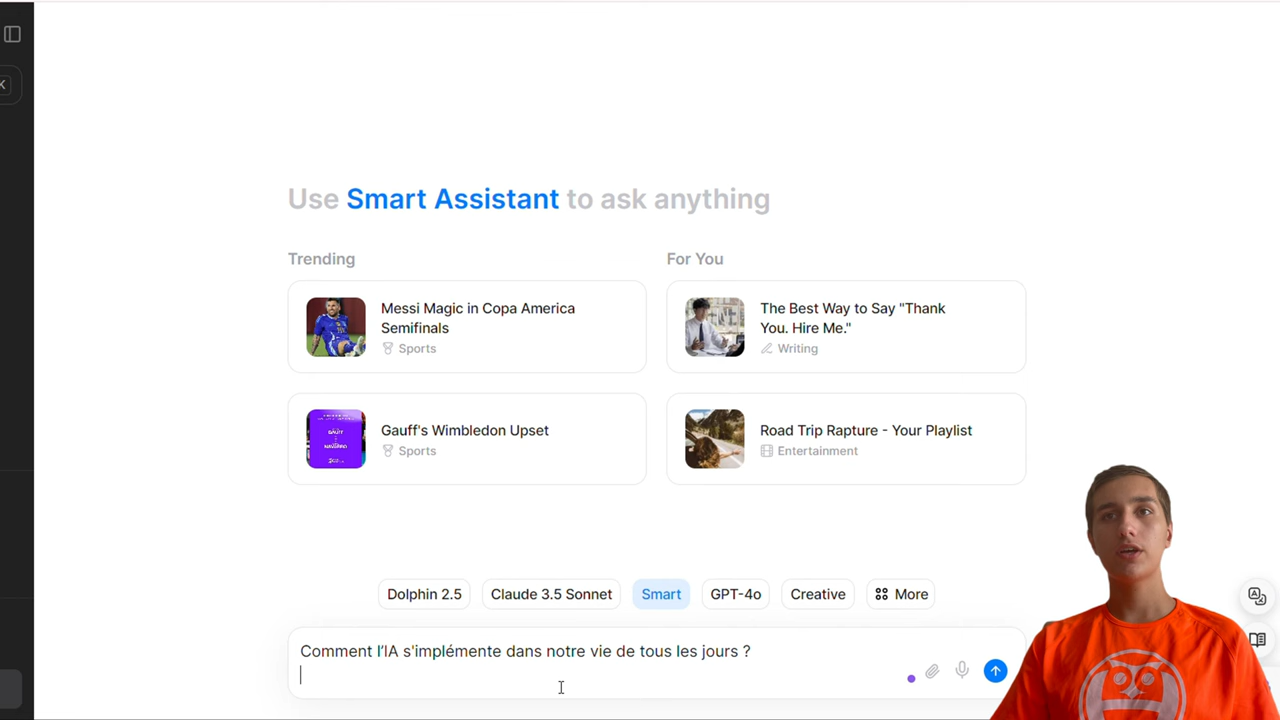 K
Use Smart Assistant to ask anything
Trending
For You
Messi Magic in Copa America
Semifinals
Sports
The Best Way to Say "Thank
You. Hire Me."
Writing
Gauff's Wimbledon Upset
Sports
Road Trip Rapture - Your Playlist
Entertainment
Dolphin 2.5
Claude 3.5 Sonnet
Smart
GPT-4o
Creative
More
Comment l’IA s'implémente dans notre vie de tous les jours ?